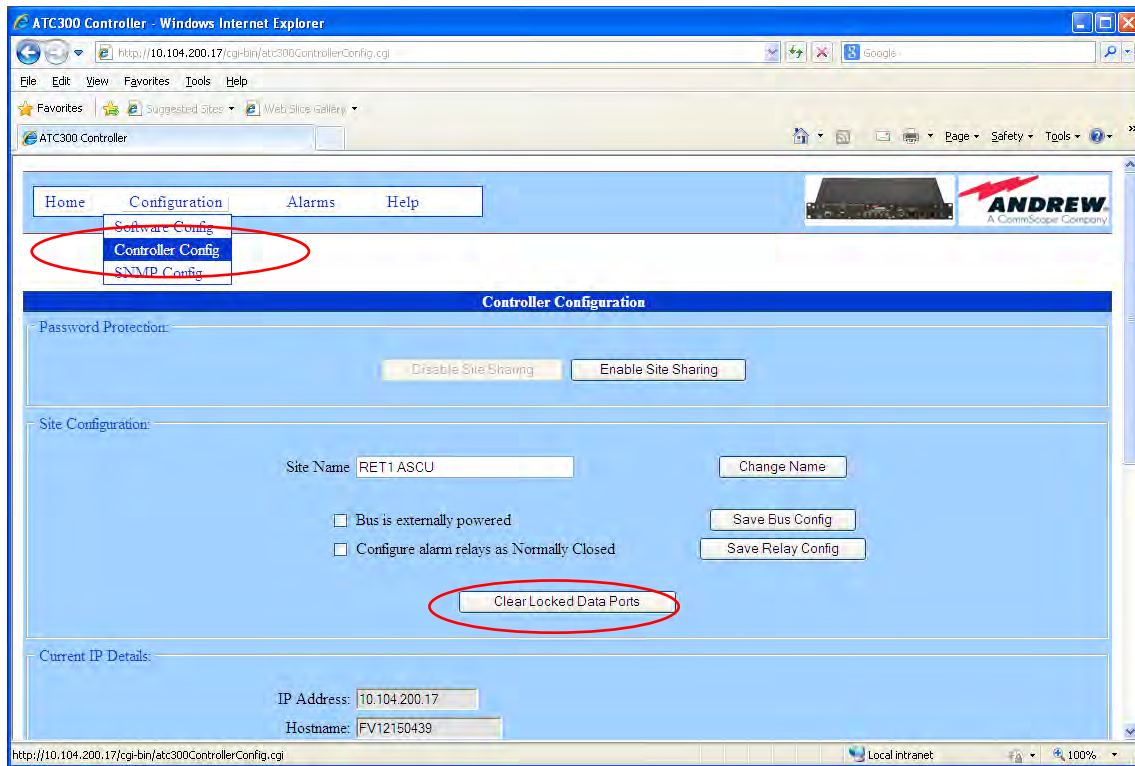 ATC300 Controller - Windows Internet Explorer
http://10.104.200.17/cgi-bin/atc300ControllerConfig.cgi
Google
File Edit View Favorites Tools Help
Favorites Suggested Sites Web Slice Gallery
ATC300 Controller
Page Safety Tools
Home Configuration Alarms Help
ANDREW.
A CommScope Company
Software Config
Controller Config
SNMP Config
Controller Configuration
Password Protection:
Disable Site Sharing Enable Site Sharing
Site Configuration:
Site Name RET1 ASCU Change Name
Bus is externally powered Save Bus Config
Configure alarm relays as Normally Closed Save Relay Config
Clear Locked Data Ports
Current IP Details:
IP Address: 10.104.200.17
Hostname: FV12150439
http://10.104.200.17/cgi-bin/atc300ControllerConfig.cgi Local intranet 100%